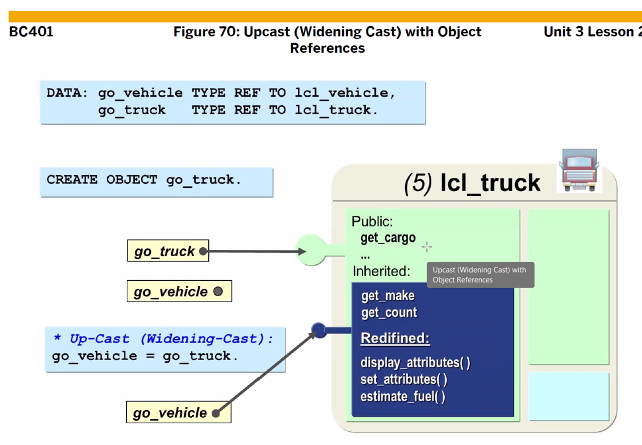 BC401
Figure 70: Upcast (Widening Cast) with Object
References
Unit 3 Lesson 2
DATA: go_vehicle TYPE REF TO lcl_vehicle,
go_truck TYPE REF TO lcl_truck.
CREATE OBJECT go_truck.
(5) lcl_truck
Public:
get_cargo
...
Inherited:
Upcast (Widening Cast) with
Object References
get_make
get_count
Redifined:
display_attributes( )
set_attributes( )
estimate_fuel( )
go_truck
go_vehicle
* Up-Cast (Widening-Cast):
go_vehicle = go_truck.
go_vehicle